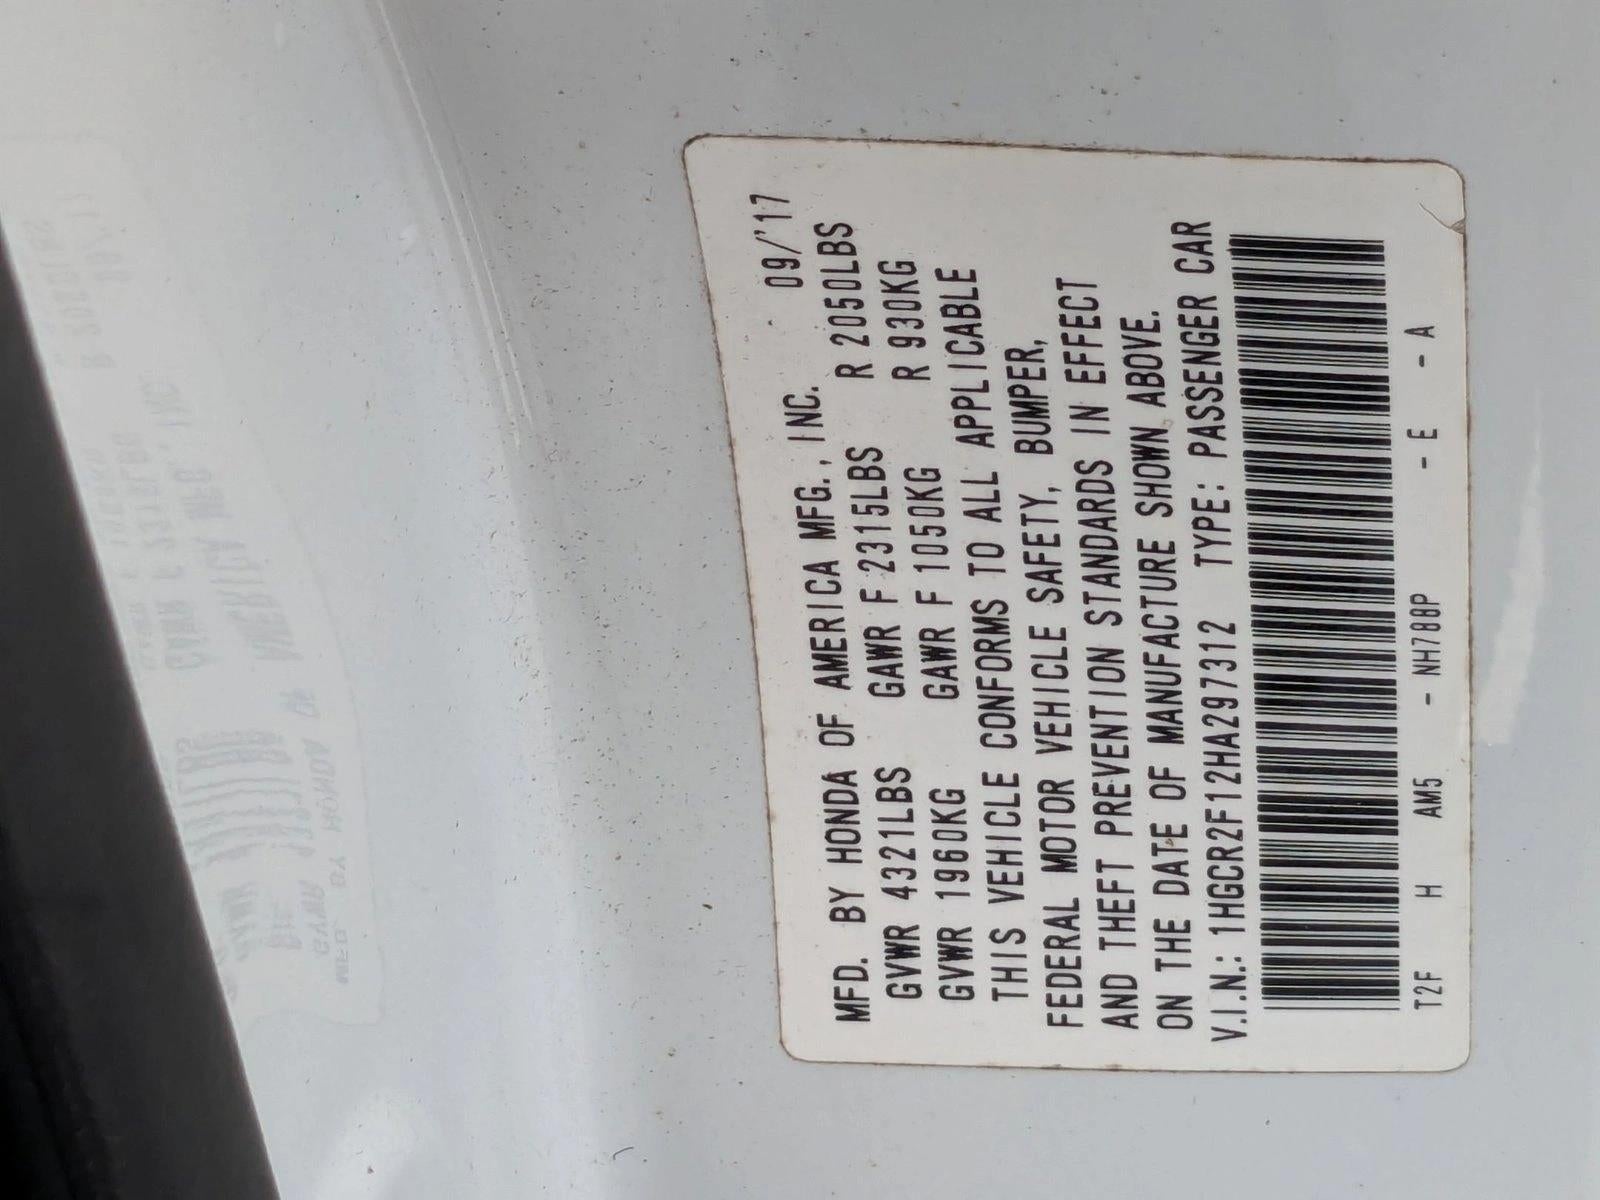 MFD. BY HONDA OF AMERICA MFG., INC. 09/'17
GVWR 4321LBS GAWR F 2315LBS R 2050LBS
GVWR 1960KG GAWR F 1050KG R 930KG
THIS VEHICLE CONFORMS TO ALL APPLICABLE
FEDERAL MOTOR VEHICLE SAFETY, BUMPER,
AND THEFT PREVENTION STANDARDS IN EFFECT
ON THE DATE OF MANUFACTURE SHOWN ABOVE.
V.I.N.: 1HGCR2F12HA297312 TYPE: PASSENGER CAR
T2F H AM5 - NH788P - E - A